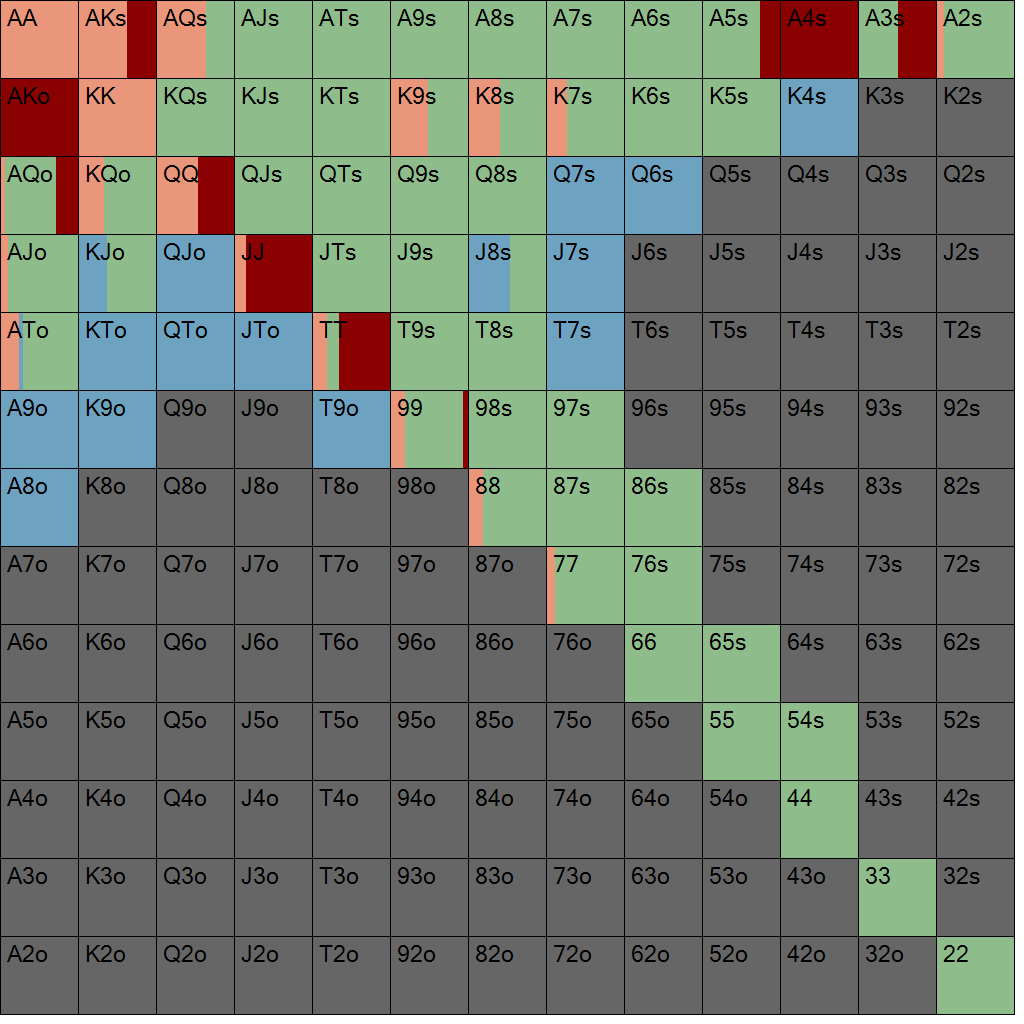 AA AKs AQs AJs ATs A9s A8s A7s A6s A5s A4s A3s A2s
AKo KK KQs KJs KTs K9s K8s K7s K6s K5s K4s K3s K2s
AQo KQo QQ QJs QTs Q9s Q8s Q7s Q6s Q5s Q4s Q3s Q2s
AJo KJo QJo JJ JTs J9s J8s J7s J6s J5s J4s J3s J2s
ATo KTo QTo JTo TT T9s T8s T7s T6s T5s T4s T3s T2s
A9o K9o Q9o J9o T9o 99 98s 97s 96s 95s 94s 93s 92s
A8o K8o Q8o J8o T8o 98o 88 87s 86s 85s 84s 83s 82s
A7o K7o Q7o J7o T7o 97o 87o 77 76s 75s 74s 73s 72s
A6o K6o Q6o J6o T6o 96o 86o 76o 66 65s 64s 63s 62s
A5o K5o Q5o J5o T5o 95o 85o 75o 65o 55 54s 53s 52s
A4o K4o Q4o J4o T4o 94o 84o 74o 64o 54o 44 43s 42s
A3o K3o Q3o J3o T3o 93o 83o 73o 63o 53o 43o 33 32s
A2o K2o Q2o J2o T2o 92o 82o 72o 62o 52o 42o 32o 22